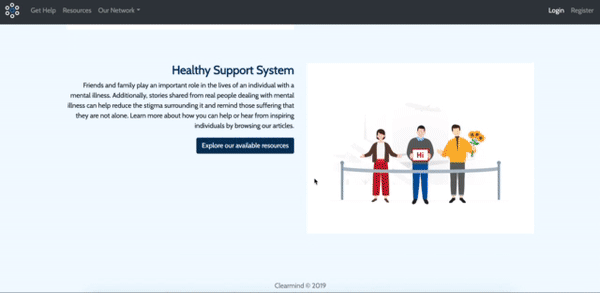 Get Help Resources Our Network Login Register
Healthy Support System
Friends and family play an important role in the lives of an individual with a
mental illness. Additionally, stories shared from real people dealing with mental
illness can help reduce the stigma surrounding it and remind those suffering that
they are not alone. Learn more about how you can help or hear from inspiring
individuals by browsing our articles.
Explore our available resources
Hi
Clearmind © 2019